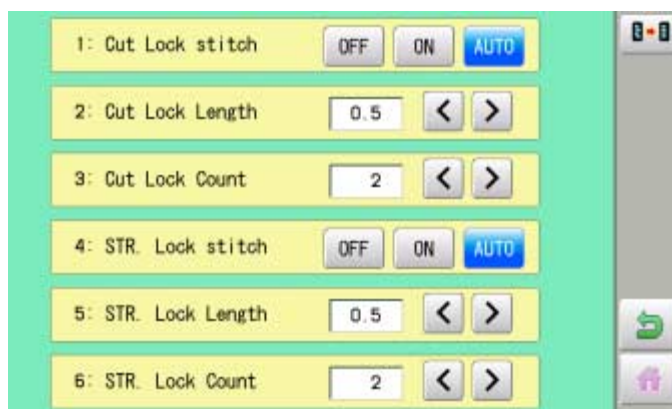 1: Cut Lock stitch OFF ON AUTO
2: Cut Lock Length 0.5 < >
3: Cut Lock Count 2 < >
4: STR. Lock stitch OFF ON AUTO
5: STR. Lock Length 0.5 < >
6: STR. Lock Count 2 < >